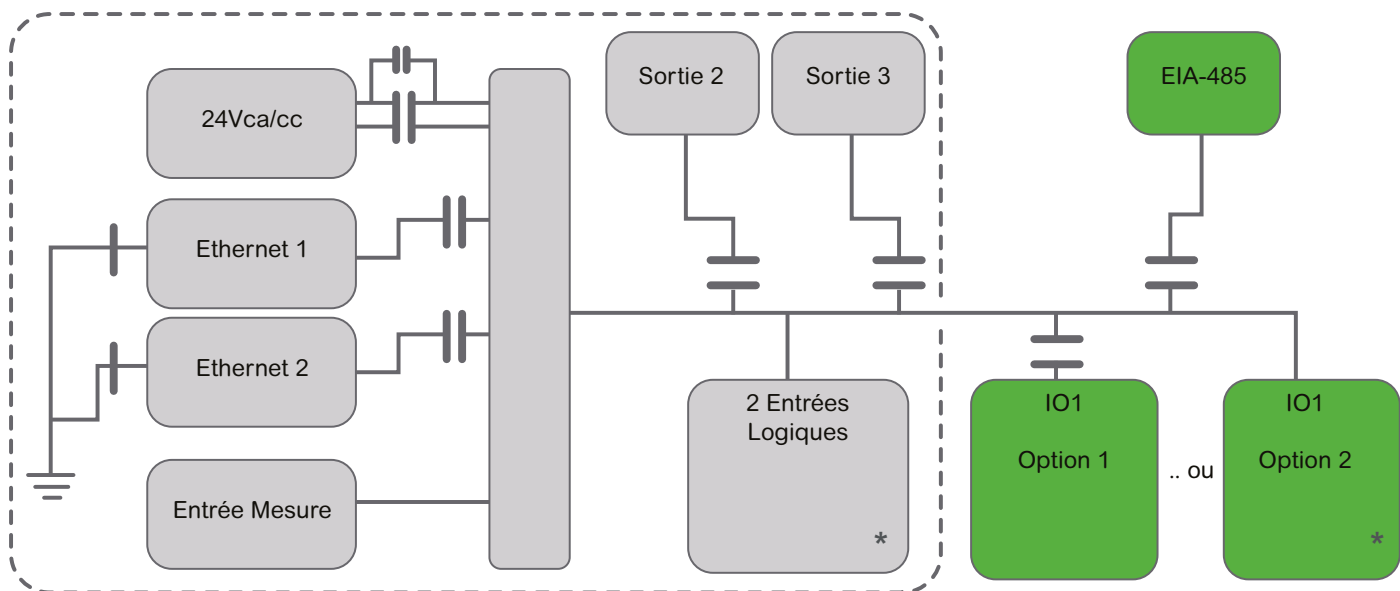 Sortie 2
Sortie 3
EIA-485
24Vca/cc
Ethernet 1
Ethernet 2
Entrée Mesure
2 Entrées
Logiques
*
IO1
Option 1
.. ou
IO1
Option 2
*